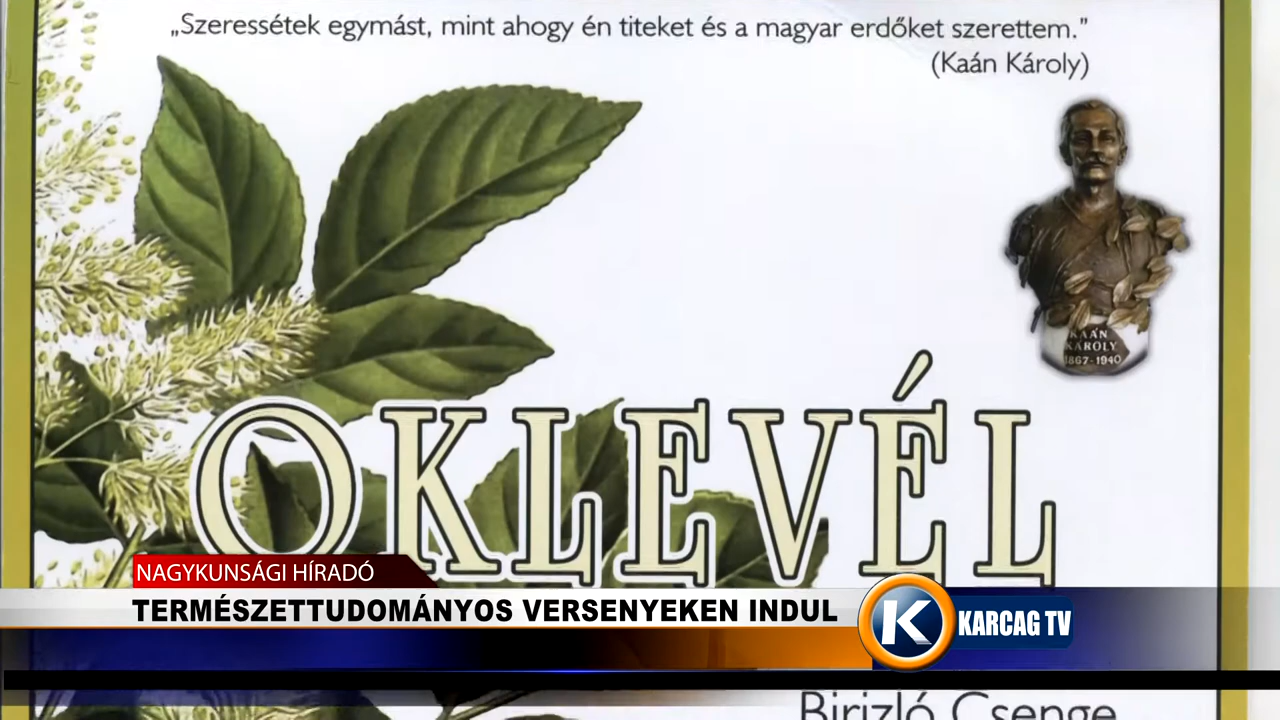 „Szeressétek egymást, mint ahogy én titeket és a magyar erdőket szerettem.”
(Kaán Károly)
KAÁN
KÁROLY
1867-1940
OKLEVÉL
NAGYKUNSÁGI HÍRADÓ
TERMÉSZETTUDOMÁNYOS VERSENYEKEN INDUL
K KARCAG TV
Birizló Csenge